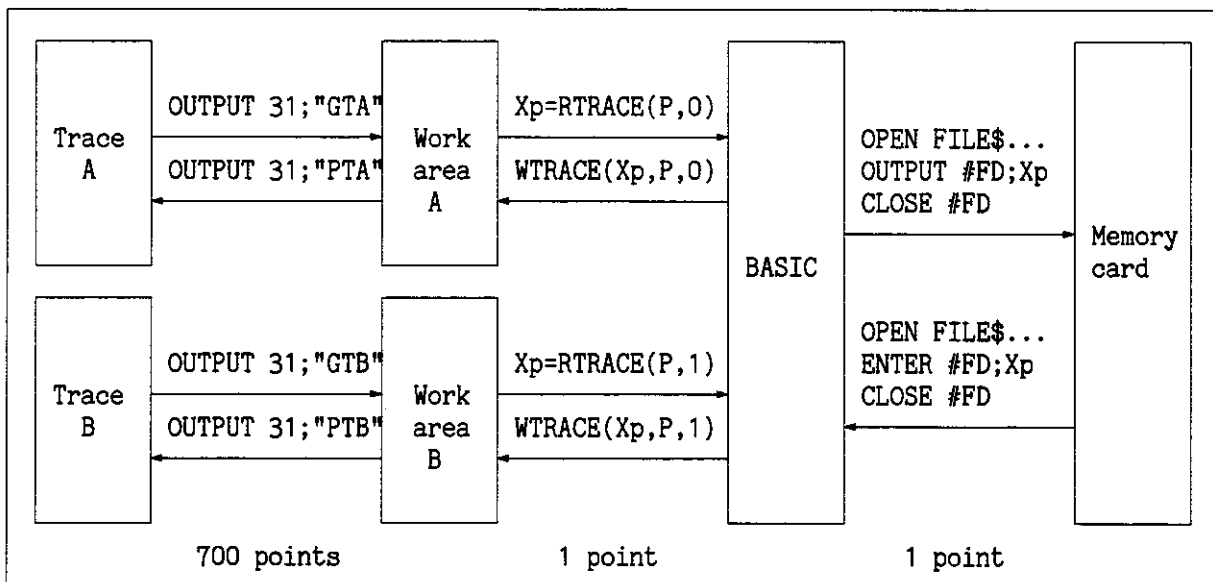 OUTPUT 31;"GTA"
Xp=RTRACE(P,0)
Trace
A
Work
area
A
OUTPUT 31;"PTA"
WTRACE(Xp,P,0)
OPEN FILE$...
OUTPUT #FD;Xp
CLOSE #FD
BASIC
Memory
card
OUTPUT 31;"GTB"
Xp=RTRACE(P,1)
Trace
B
Work
area
B
OUTPUT 31;"PTB"
WTRACE(Xp,P,1)
OPEN FILE$...
ENTER #FD;Xp
CLOSE #FD
700 points
1 point
1 point